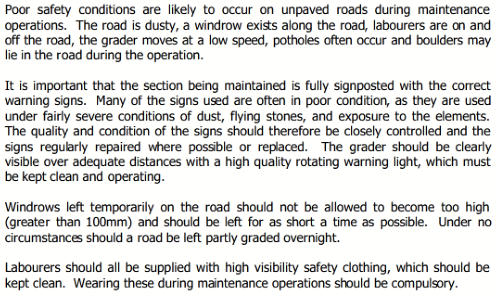 Poor safety conditions are likely to occur on unpaved roads during maintenance
operations. The road is dusty, a windrow exists along the road, labourers are on and
off the road, the grader moves at a low speed, potholes often occur and boulders may
lie in the road during the operation.
It is important that the section being maintained is fully signposted with the correct
warning signs. Many of the signs used are often in poor condition, as they are used
under fairly severe conditions of dust, flying stones, and exposure to the elements.
The quality and condition of the signs should therefore be closely controlled and the
signs regularly repaired where possible or replaced. The grader should be clearly
visible over adequate distances with a high quality rotating warning light, which must
be kept clean and operating.
Windrows left temporarily on the road should not be allowed to become too high
(greater than 100mm) and should be left for as short a time as possible. Under no
circumstances should a road be left partly graded overnight.
Labourers should all be supplied with high visibility safety clothing, which should be
kept clean. Wearing these during maintenance operations should be compulsory.